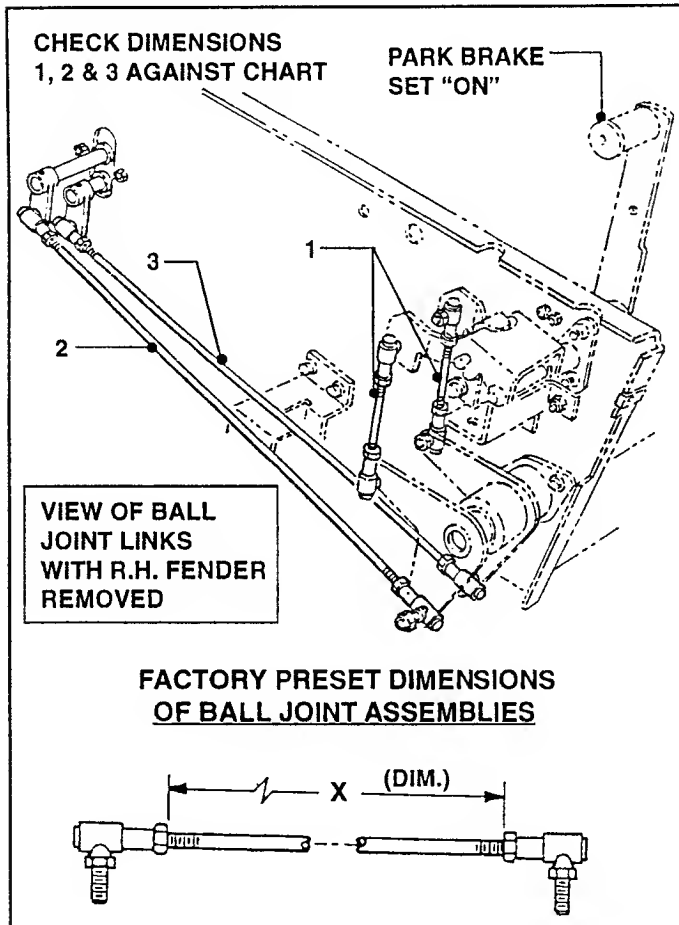 CHECK DIMENSIONS
1, 2 & 3 AGAINST CHART
PARK BRAKE
SET "ON"
3
1
2
VIEW OF BALL
JOINT LINKS
WITH R.H. FENDER
REMOVED
FACTORY PRESET DIMENSIONS
OF BALL JOINT ASSEMBLIES
X (DIM.)